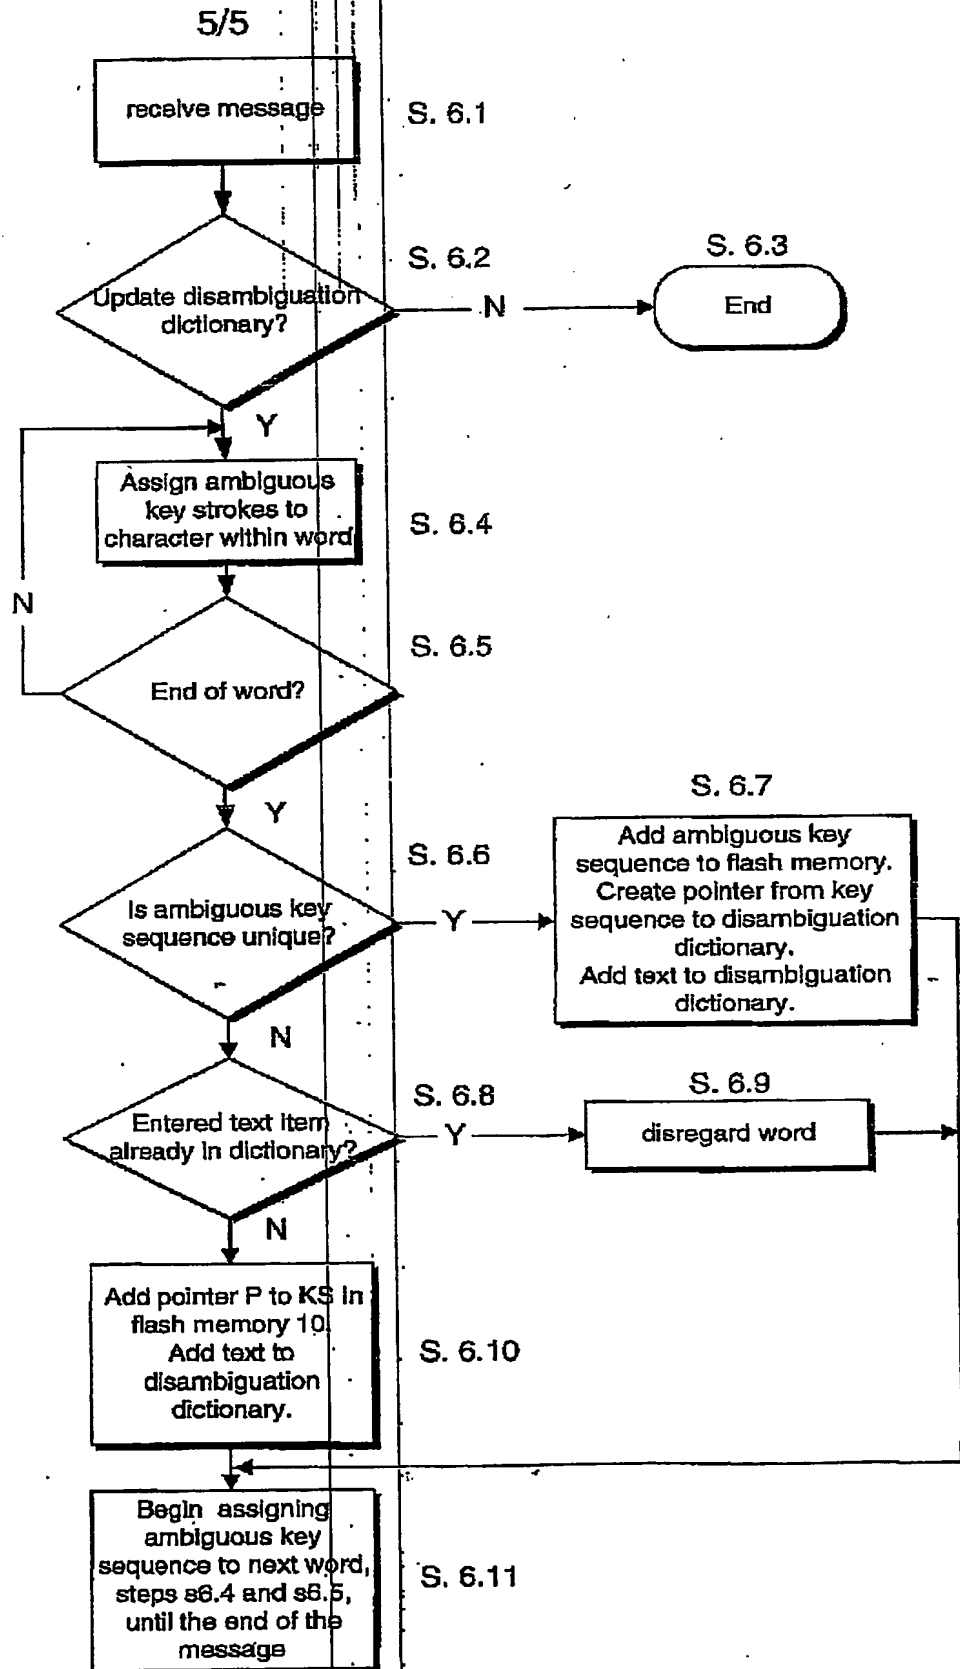 5/5
receive message
S. 6.1
Update disambiguation
dictionary?
S. 6.2
N
S. 6.3
End
Y
Assign ambiguous
key strokes to
character within word
S. 6.4
N
End of word?
S. 6.5
Y
Is ambiguous key
sequence unique?
S. 6.6
Y
S. 6.7
Add ambiguous key
sequence to flash memory.
Create pointer from key
sequence to disambiguation
dictionary.
Add text to disambiguation
dictionary.
N
Entered text item
already in dictionary?
S. 6.8
Y
S. 6.9
disregard word
N
Add pointer P to KS in
flash memory 10.
Add text to
disambiguation
dictionary.
S. 6.10
Begin assigning
ambiguous key
sequence to next word,
steps s6.4 and s6.5,
until the end of the
message
S. 6.11